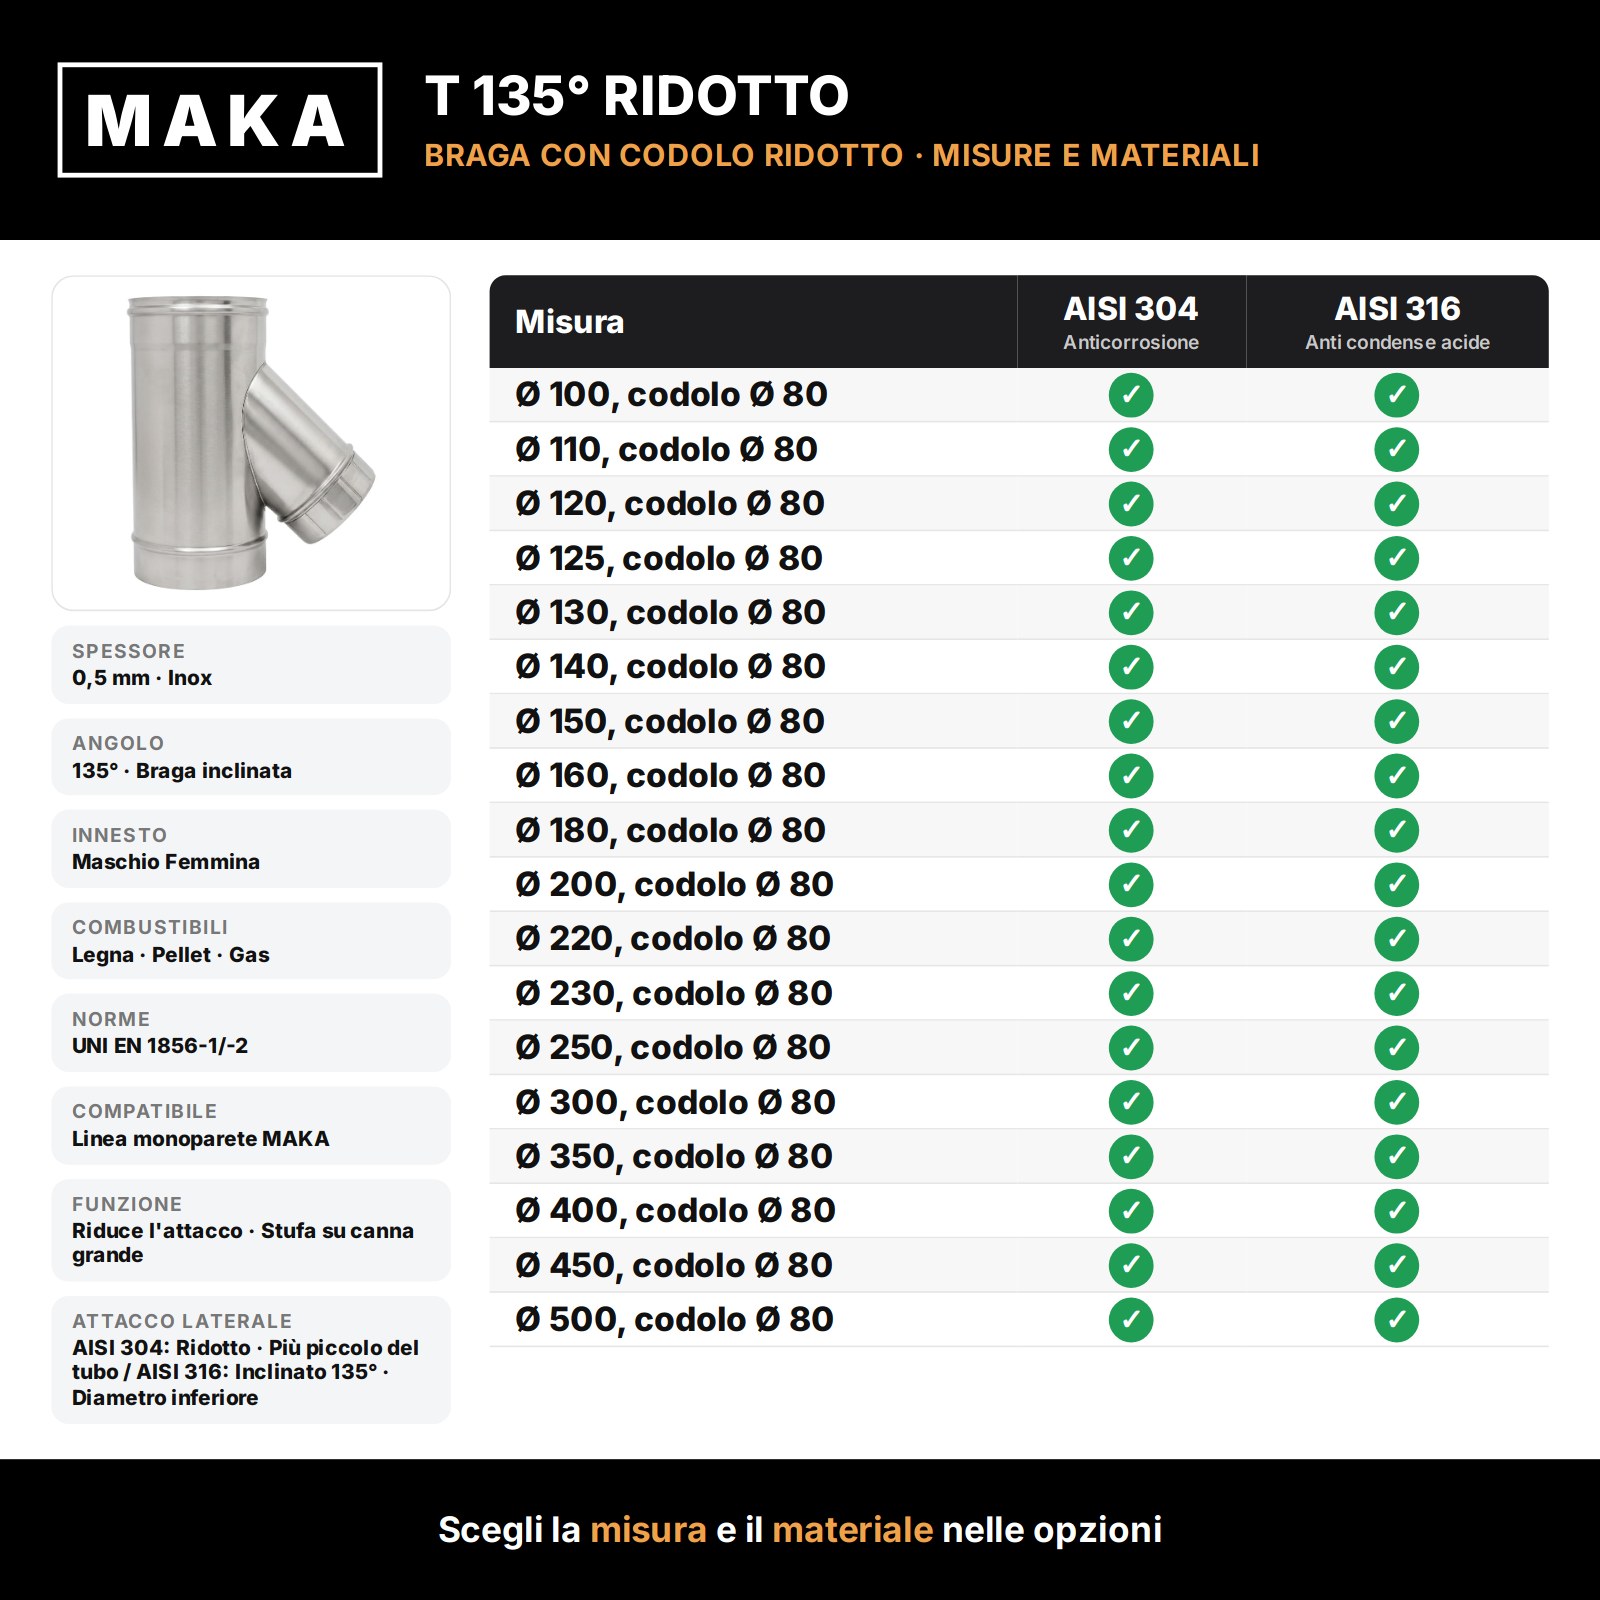 MAKA
T 135° RIDOTTO
BRAGA CON CODOLO RIDOTTO · MISURE E MATERIALI
SPESSORE
0,5 mm · Inox
ANGOLO
135° · Braga inclinata
INNESTO
Maschio Femmina
COMBUSTIBILI
Legna · Pellet · Gas
NORME
UNI EN 1856-1/-2
COMPATIBILE
Linea monoparete MAKA
FUNZIONE
Riduce l'attacco · Stufa su canna
grande
ATTACCO LATERALE
AISI 304: Ridotto · Più piccolo del
tubo / AISI 316: Inclinato 135° ·
Diametro inferiore
Misura AISI 304 AISI 316
Anticorrosione Anti condense acide
Ø 100, codolo Ø 80 ✓ ✓
Ø 110, codolo Ø 80 ✓ ✓
Ø 120, codolo Ø 80 ✓ ✓
Ø 125, codolo Ø 80 ✓ ✓
Ø 130, codolo Ø 80 ✓ ✓
Ø 140, codolo Ø 80 ✓ ✓
Ø 150, codolo Ø 80 ✓ ✓
Ø 160, codolo Ø 80 ✓ ✓
Ø 180, codolo Ø 80 ✓ ✓
Ø 200, codolo Ø 80 ✓ ✓
Ø 220, codolo Ø 80 ✓ ✓
Ø 230, codolo Ø 80 ✓ ✓
Ø 250, codolo Ø 80 ✓ ✓
Ø 300, codolo Ø 80 ✓ ✓
Ø 350, codolo Ø 80 ✓ ✓
Ø 400, codolo Ø 80 ✓ ✓
Ø 450, codolo Ø 80 ✓ ✓
Ø 500, codolo Ø 80 ✓ ✓
Scegli la misura e il materiale nelle opzioni